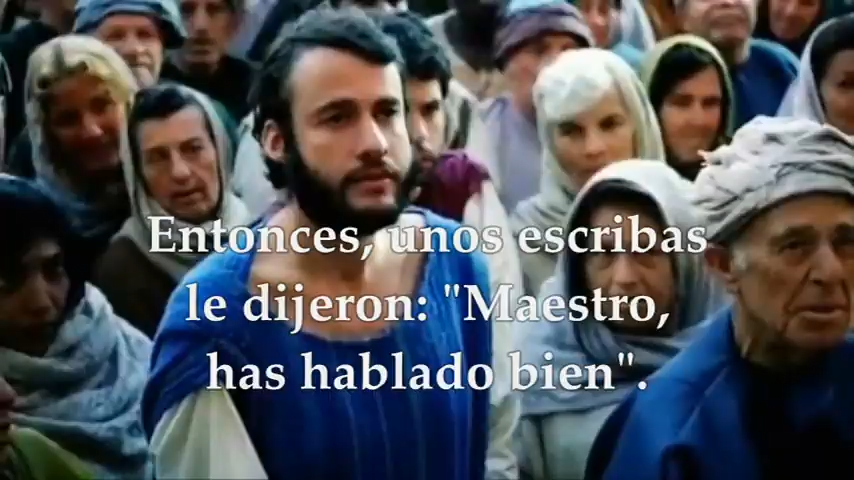 Entonces, unos escribas
le dijeron: "Maestro,
has hablado bien".